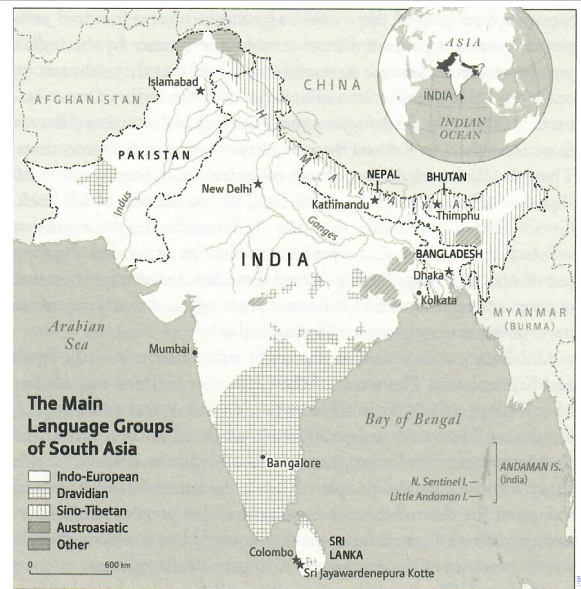 ASIA
INDIA
INDIAN
OCEAN
Islamabad
AFGHANISTAN
CHINA
PAKISTAN
HIMALAYA
NEPAL
BHUTAN
New Delhi
Kathmandu
Thimphu
Indus
Ganges
INDIA
BANGLADESH
Dhaka
Kolkata
MYANMAR
(BURMA)
Arabian
Sea
Mumbai
The Main
Language Groups
of South Asia
Bay of Bengal
Indo-European
Dravidian
Sino-Tibetan
Austroasiatic
Other
Bangalore
N. Sentinel I.
Little Andaman I.
ANDAMAN IS.
(India)
0 600 km
SRI
LANKA
Colombo
Sri Jayawardenepura Kotte